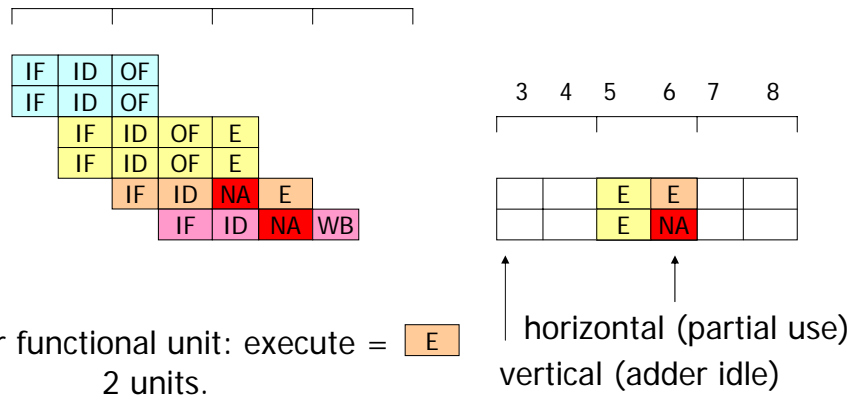 IF ID OF
IF ID OF
IF ID OF E
IF ID OF E
IF ID NA E
IF ID NA WB
3 4 5 6 7 8
E E
E NA
r functional unit: execute = E
2 units.
horizontal (partial use)
vertical (adder idle)